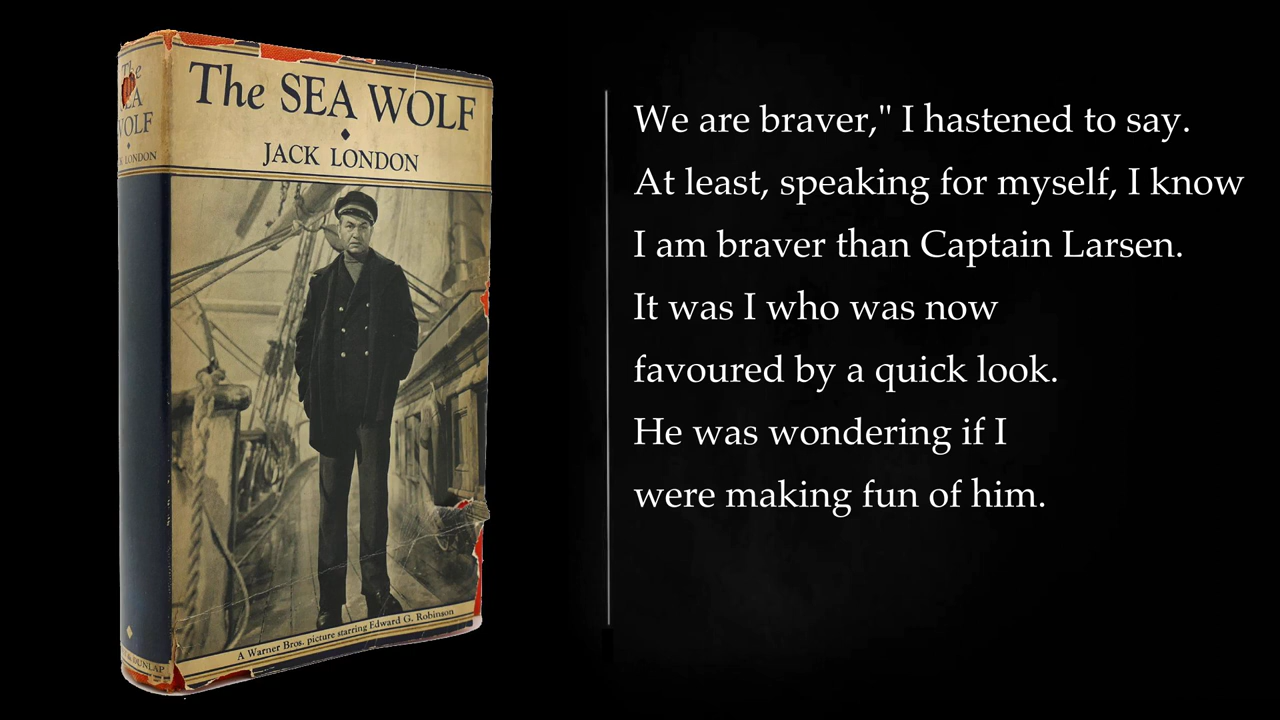 The SEA WOLF
JACK LONDON
The
SEA
WOLF
LONDON
A Warner Bros. picture starring Edward G. Robinson
DUNLAP
We are braver," I hastened to say.
At least, speaking for myself, I know
I am braver than Captain Larsen.
It was I who was now
favoured by a quick look.
He was wondering if I
were making fun of him.